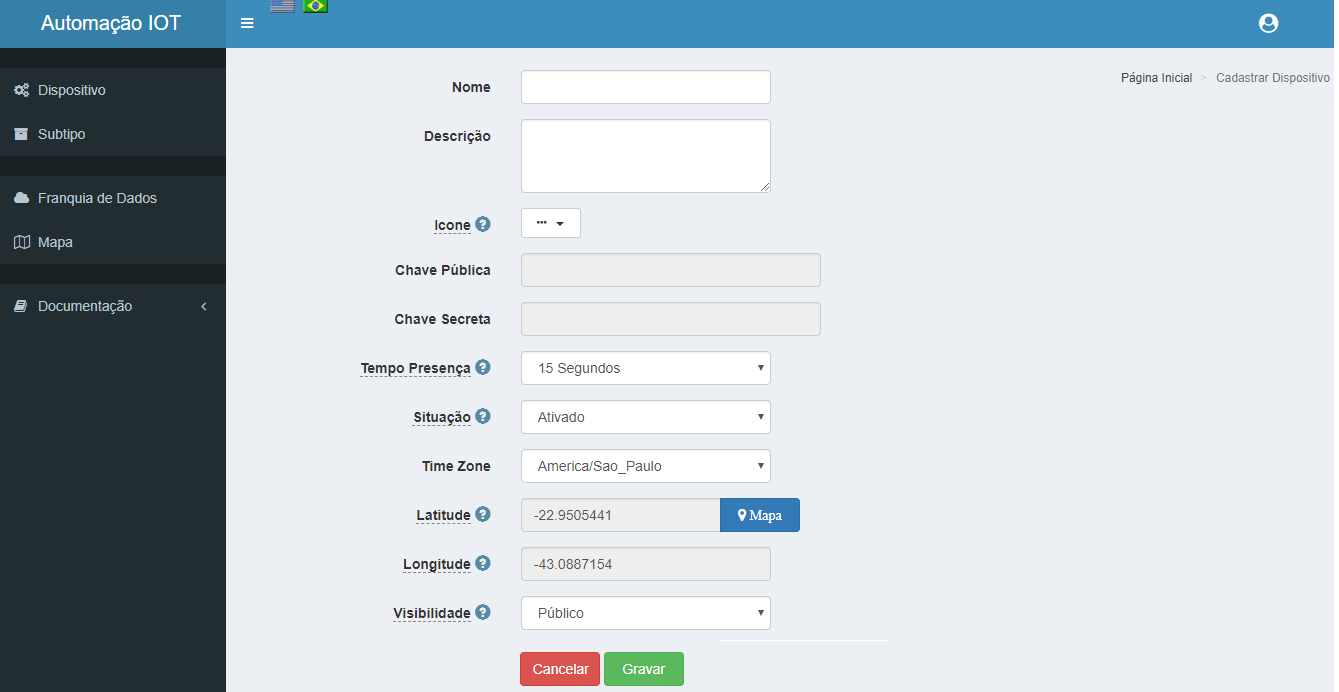 Automação IOT
Página Inicial > Cadastrar Dispositivo
Dispositivo
Subtipo
Franquia de Dados
Mapa
Documentação
Nome
Descrição
Icone ?
Chave Pública
Chave Secreta
Tempo Presença ? 15 Segundos
Situação ? Ativado
Time Zone America/Sao_Paulo
Latitude ? -22.9505441 Mapa
Longitude ? -43.0887154
Visibilidade ? Público
Cancelar Gravar